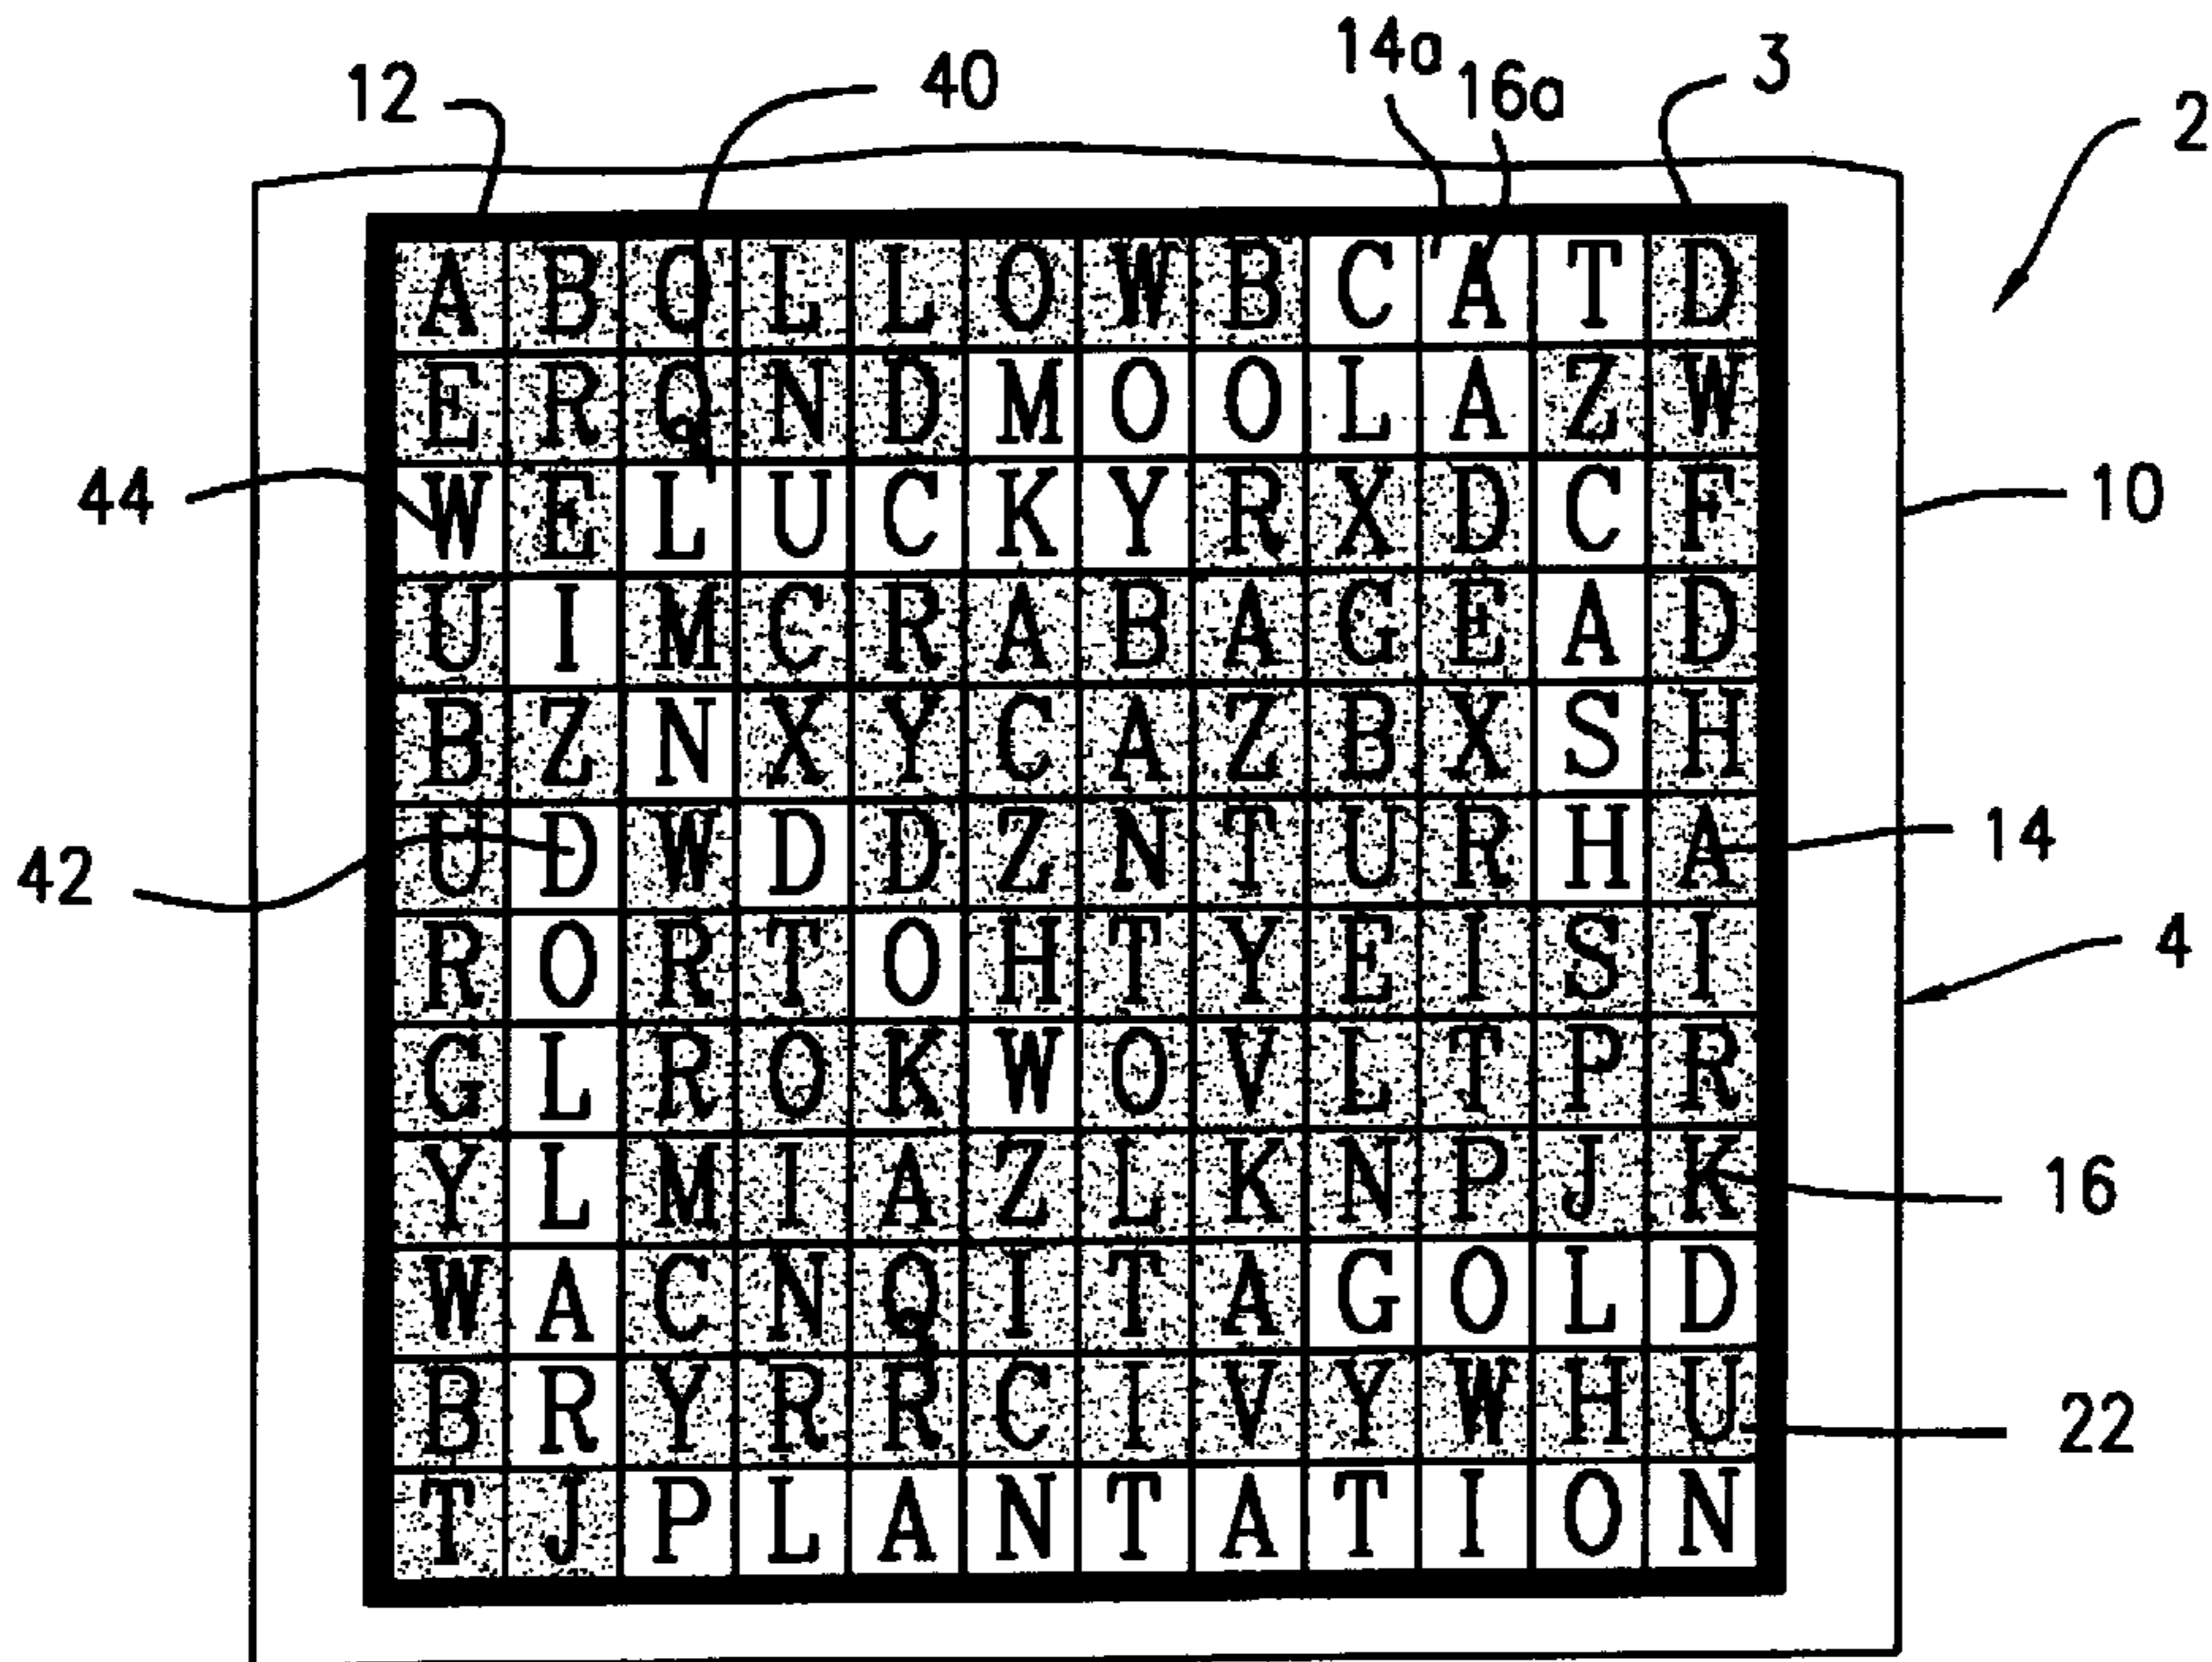 12 40 14a 16a 3 2
A B Q L L O W B C A T D
E R Q N D M O O L A Z W
44 W E L U C K Y R X D C F 10
U I M C R A B A G E A D
B Z N X Y C A Z B X S H
42 U D W D D Z N T U R H A 14
R O R T O H T Y E I S I 4
G L R O K W O V L T P R
Y L M I A Z L K N P J K 16
W A C N Q I T A G O L D
B R Y R R C I V Y W H U 22
T J P L A N T A T I O N